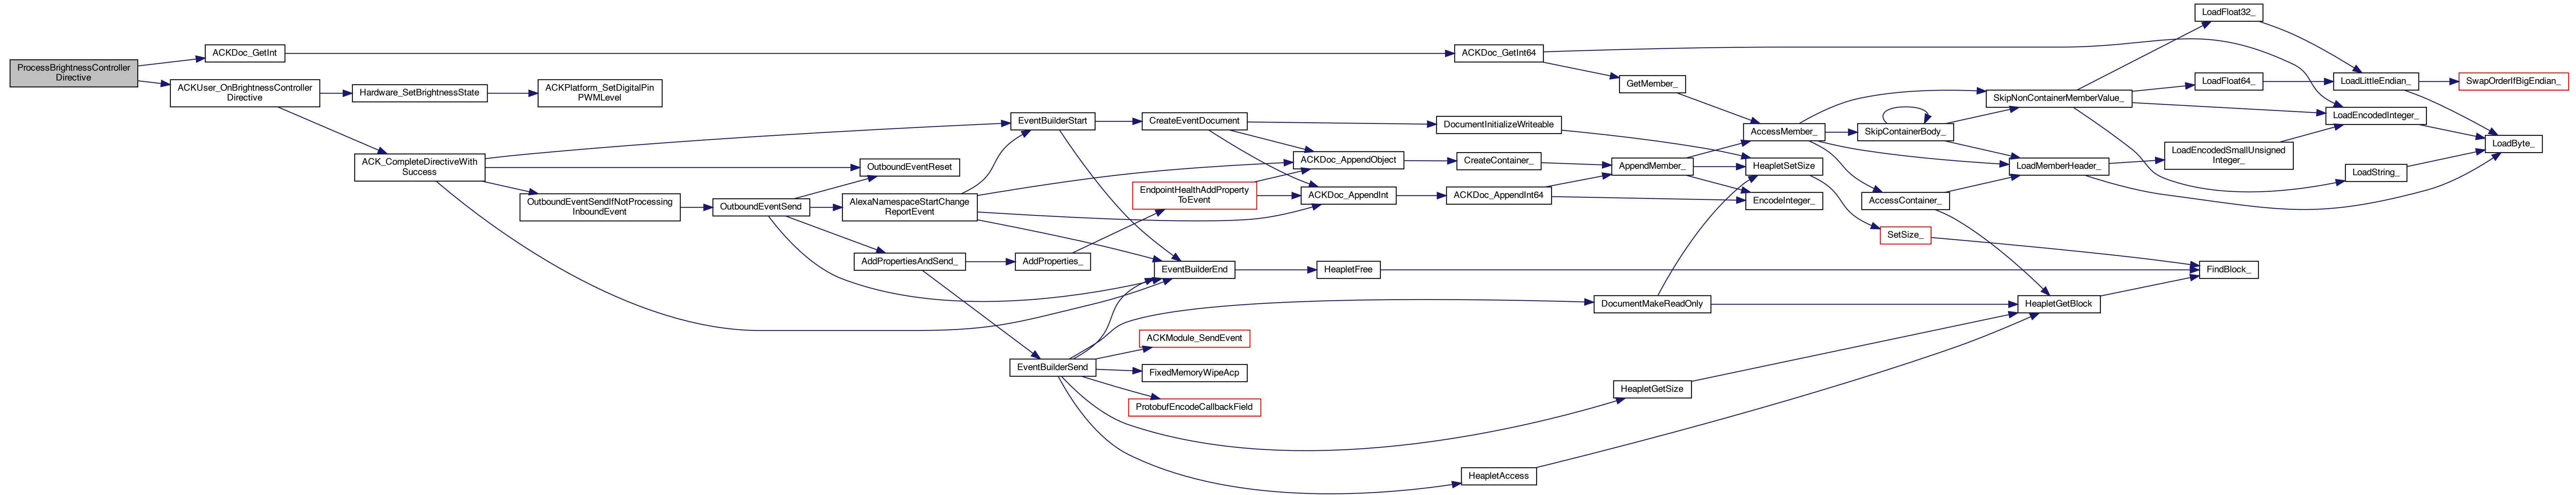 ProcessBrightnessController
Directive
ACKDoc_GetInt
ACKUser_OnBrightnessController
Directive
Hardware_SetBrightnessState
ACKPlatform_SetDigitalPin
PWMLevel
ACK_CompleteDirectiveWith
Success
OutboundEventSendIfNotProcessing
InboundEvent
OutboundEventSend
OutboundEventReset
AlexaNamespaceStartChange
ReportEvent
AddPropertiesAndSend_
AddProperties_
EventBuilderStart
EventBuilderSend
CreateEventDocument
EndpointHealthAddProperty
ToEvent
EventBuilderEnd
ACKModule_SendEvent
FixedMemoryWipeAcp
ProtobufEncodeCallbackField
ACKDoc_AppendObject
ACKDoc_AppendInt
HeapletFree
ACKDoc_GetInt64
DocumentInitializeWriteable
CreateContainer_
ACKDoc_AppendInt64
HeapletAccess
GetMember_
AppendMember_
DocumentMakeReadOnly
HeapletGetSize
AccessMember_
HeapletSetSize
EncodeInteger_
SkipContainerBody_
AccessContainer_
SetSize_
SkipNonContainerMemberValue_
LoadMemberHeader_
HeapletGetBlock
LoadFloat32_
LoadFloat64_
LoadEncodedSmallUnsigned
Integer_
FindBlock_
LoadLittleEndian_
LoadEncodedInteger_
LoadString_
SwapOrderIfBigEndian_
LoadByte_